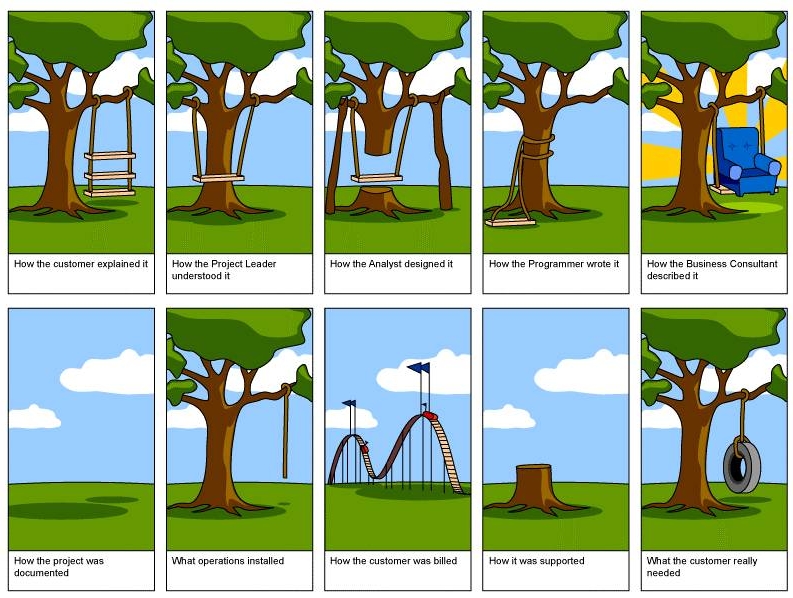 How the customer explained it
How the Project Leader
understood it
How the Analyst designed it
How the Programmer wrote it
How the Business Consultant
described it
How the project was
documented
What operations installed
How the customer was billed
How it was supported
What the customer really
needed